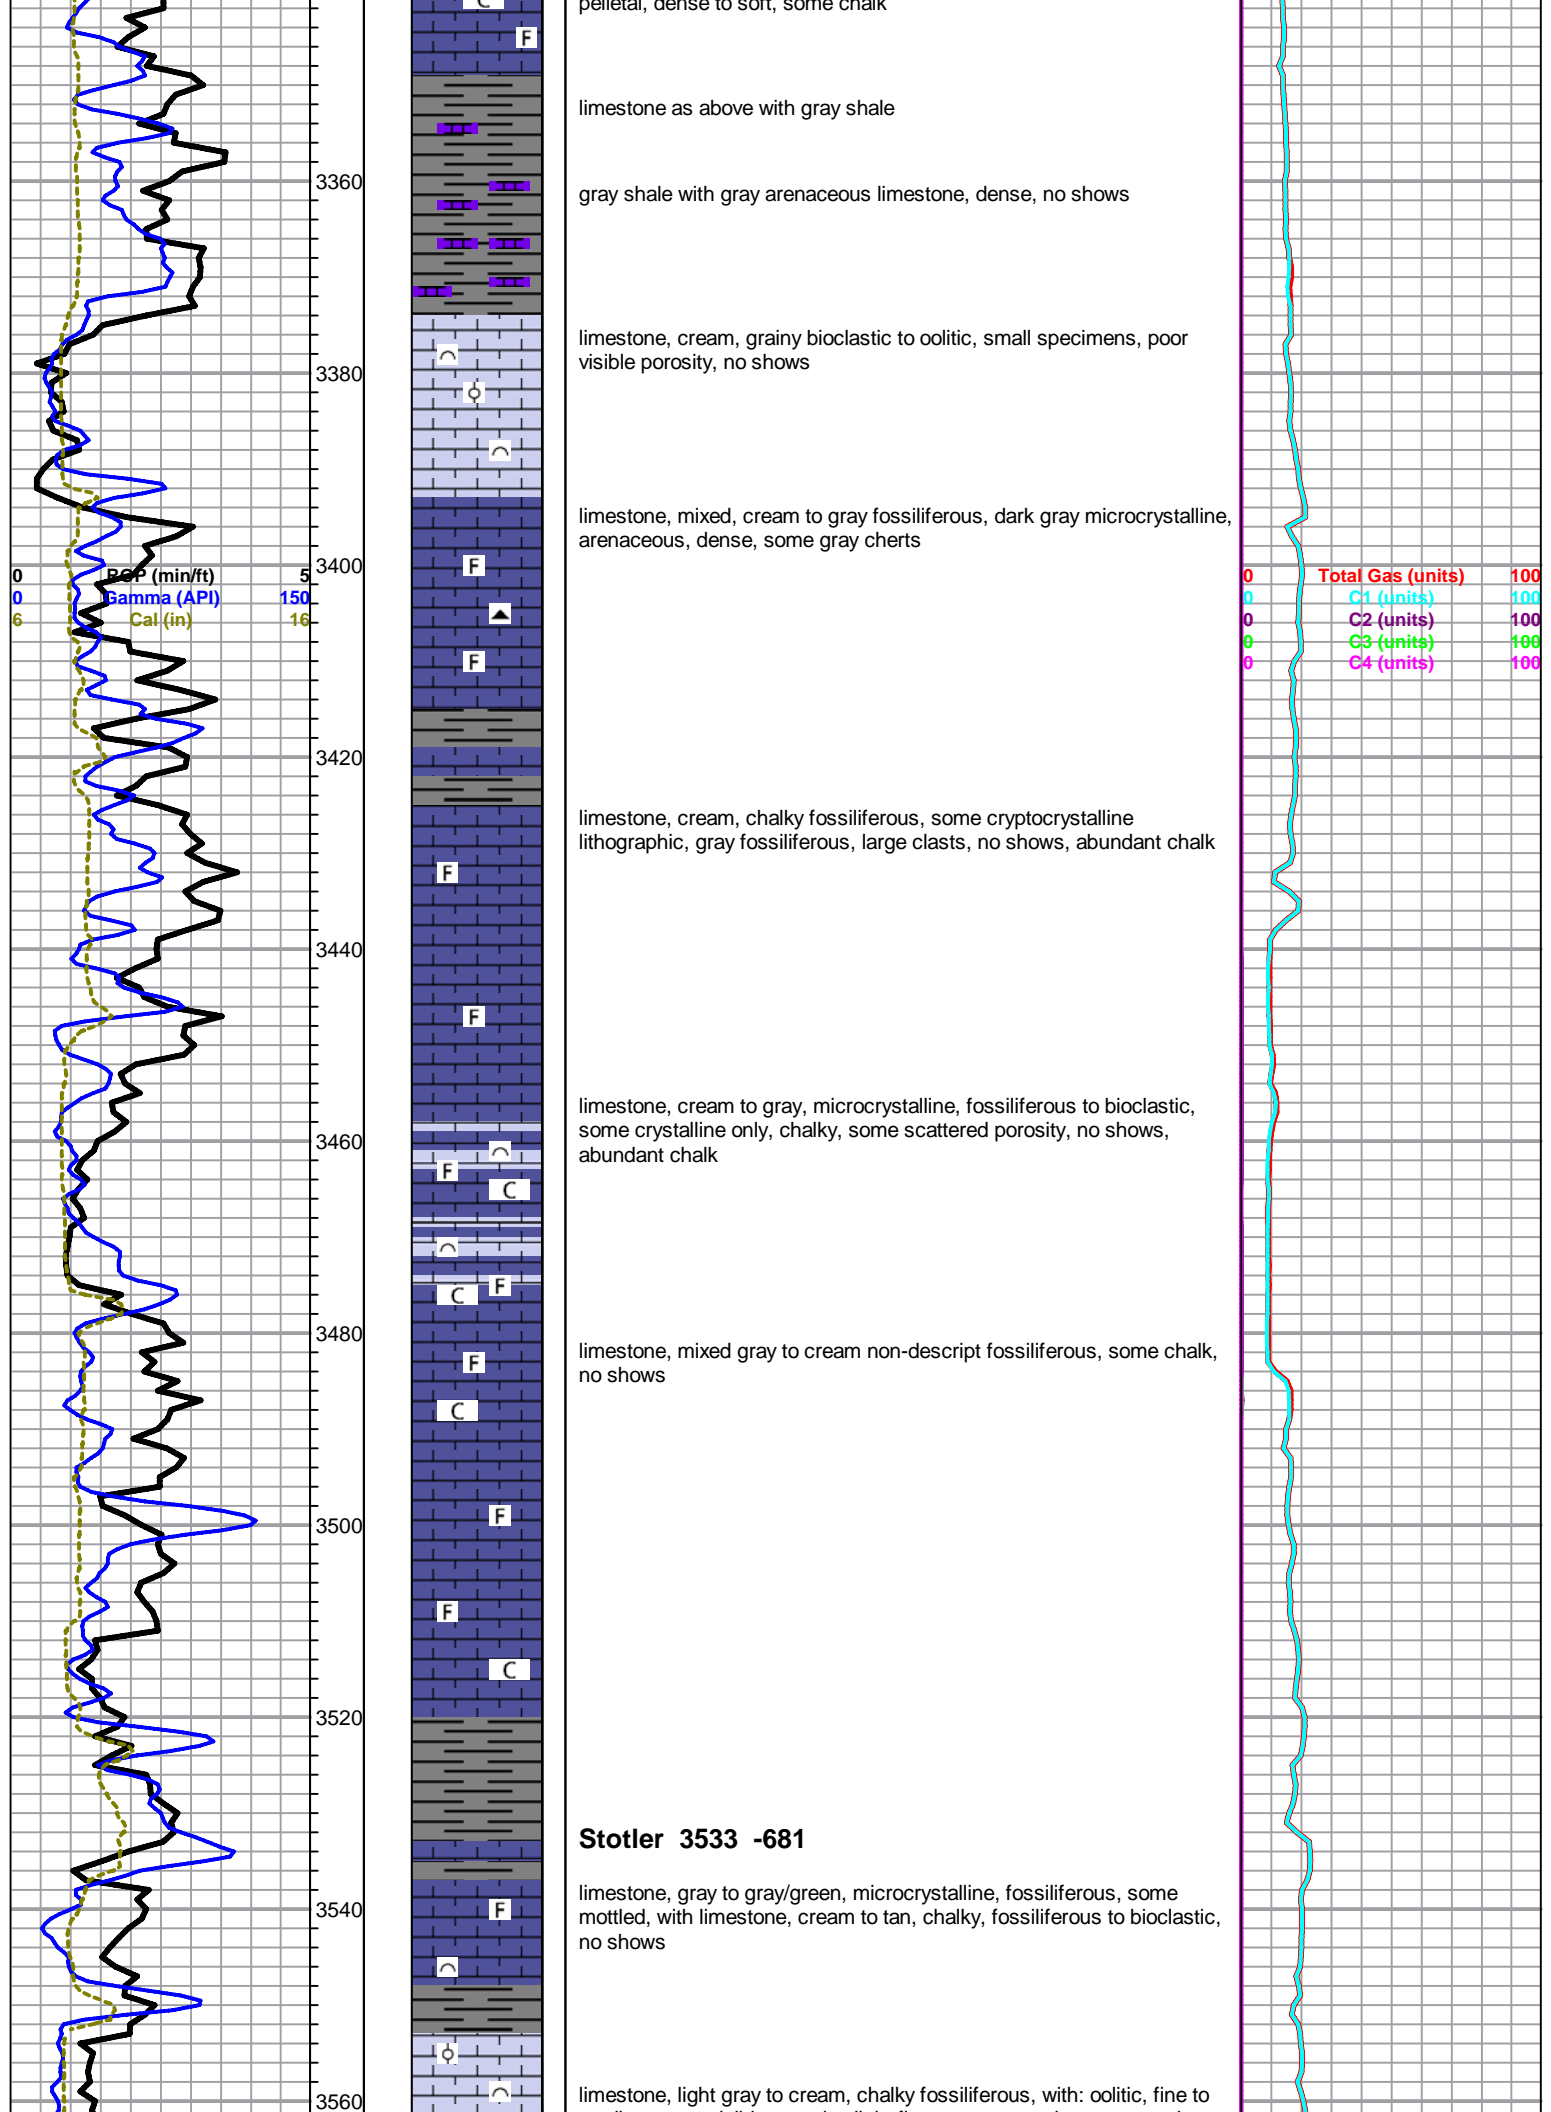 C
pelletal, dense to soft, some chalk
F
limestone as above with gray shale
3360
gray shale with gray arenaceous limestone, dense, no shows
limestone, cream, grainy bioclastic to oolitic, small specimens, poor
visible porosity, no shows
3380
limestone, mixed, cream to gray fossiliferous, dark gray microcrystalline,
arenaceous, dense, some gray cherts
3400
F
0 ROP (min/ft) 5
0 Gamma (API) 150
6 Cal (in) 16
0 Total Gas (units) 100
0 C1 (units) 100
0 C2 (units) 100
0 C3 (units) 100
0 C4 (units) 100
F
3420
limestone, cream, chalky fossiliferous, some cryptocrystalline
lithographic, gray fossiliferous, large clasts, no shows, abundant chalk
F
3440
F
limestone, cream to gray, microcrystalline, fossiliferous to bioclastic,
some crystalline only, chalky, some scattered porosity, no shows,
abundant chalk
3460
F
C
F
C
3480
limestone, mixed gray to cream non-descript fossiliferous, some chalk,
no shows
F
C
F
3500
F
C
3520
Stotler 3533 -681
limestone, gray to gray/green, microcrystalline, fossiliferous, some
mottled, with limestone, cream to tan, chalky, fossiliferous to bioclastic,
no shows
F
3540
limestone, light gray to cream, chalky fossiliferous, with: oolitic, fine to
3560